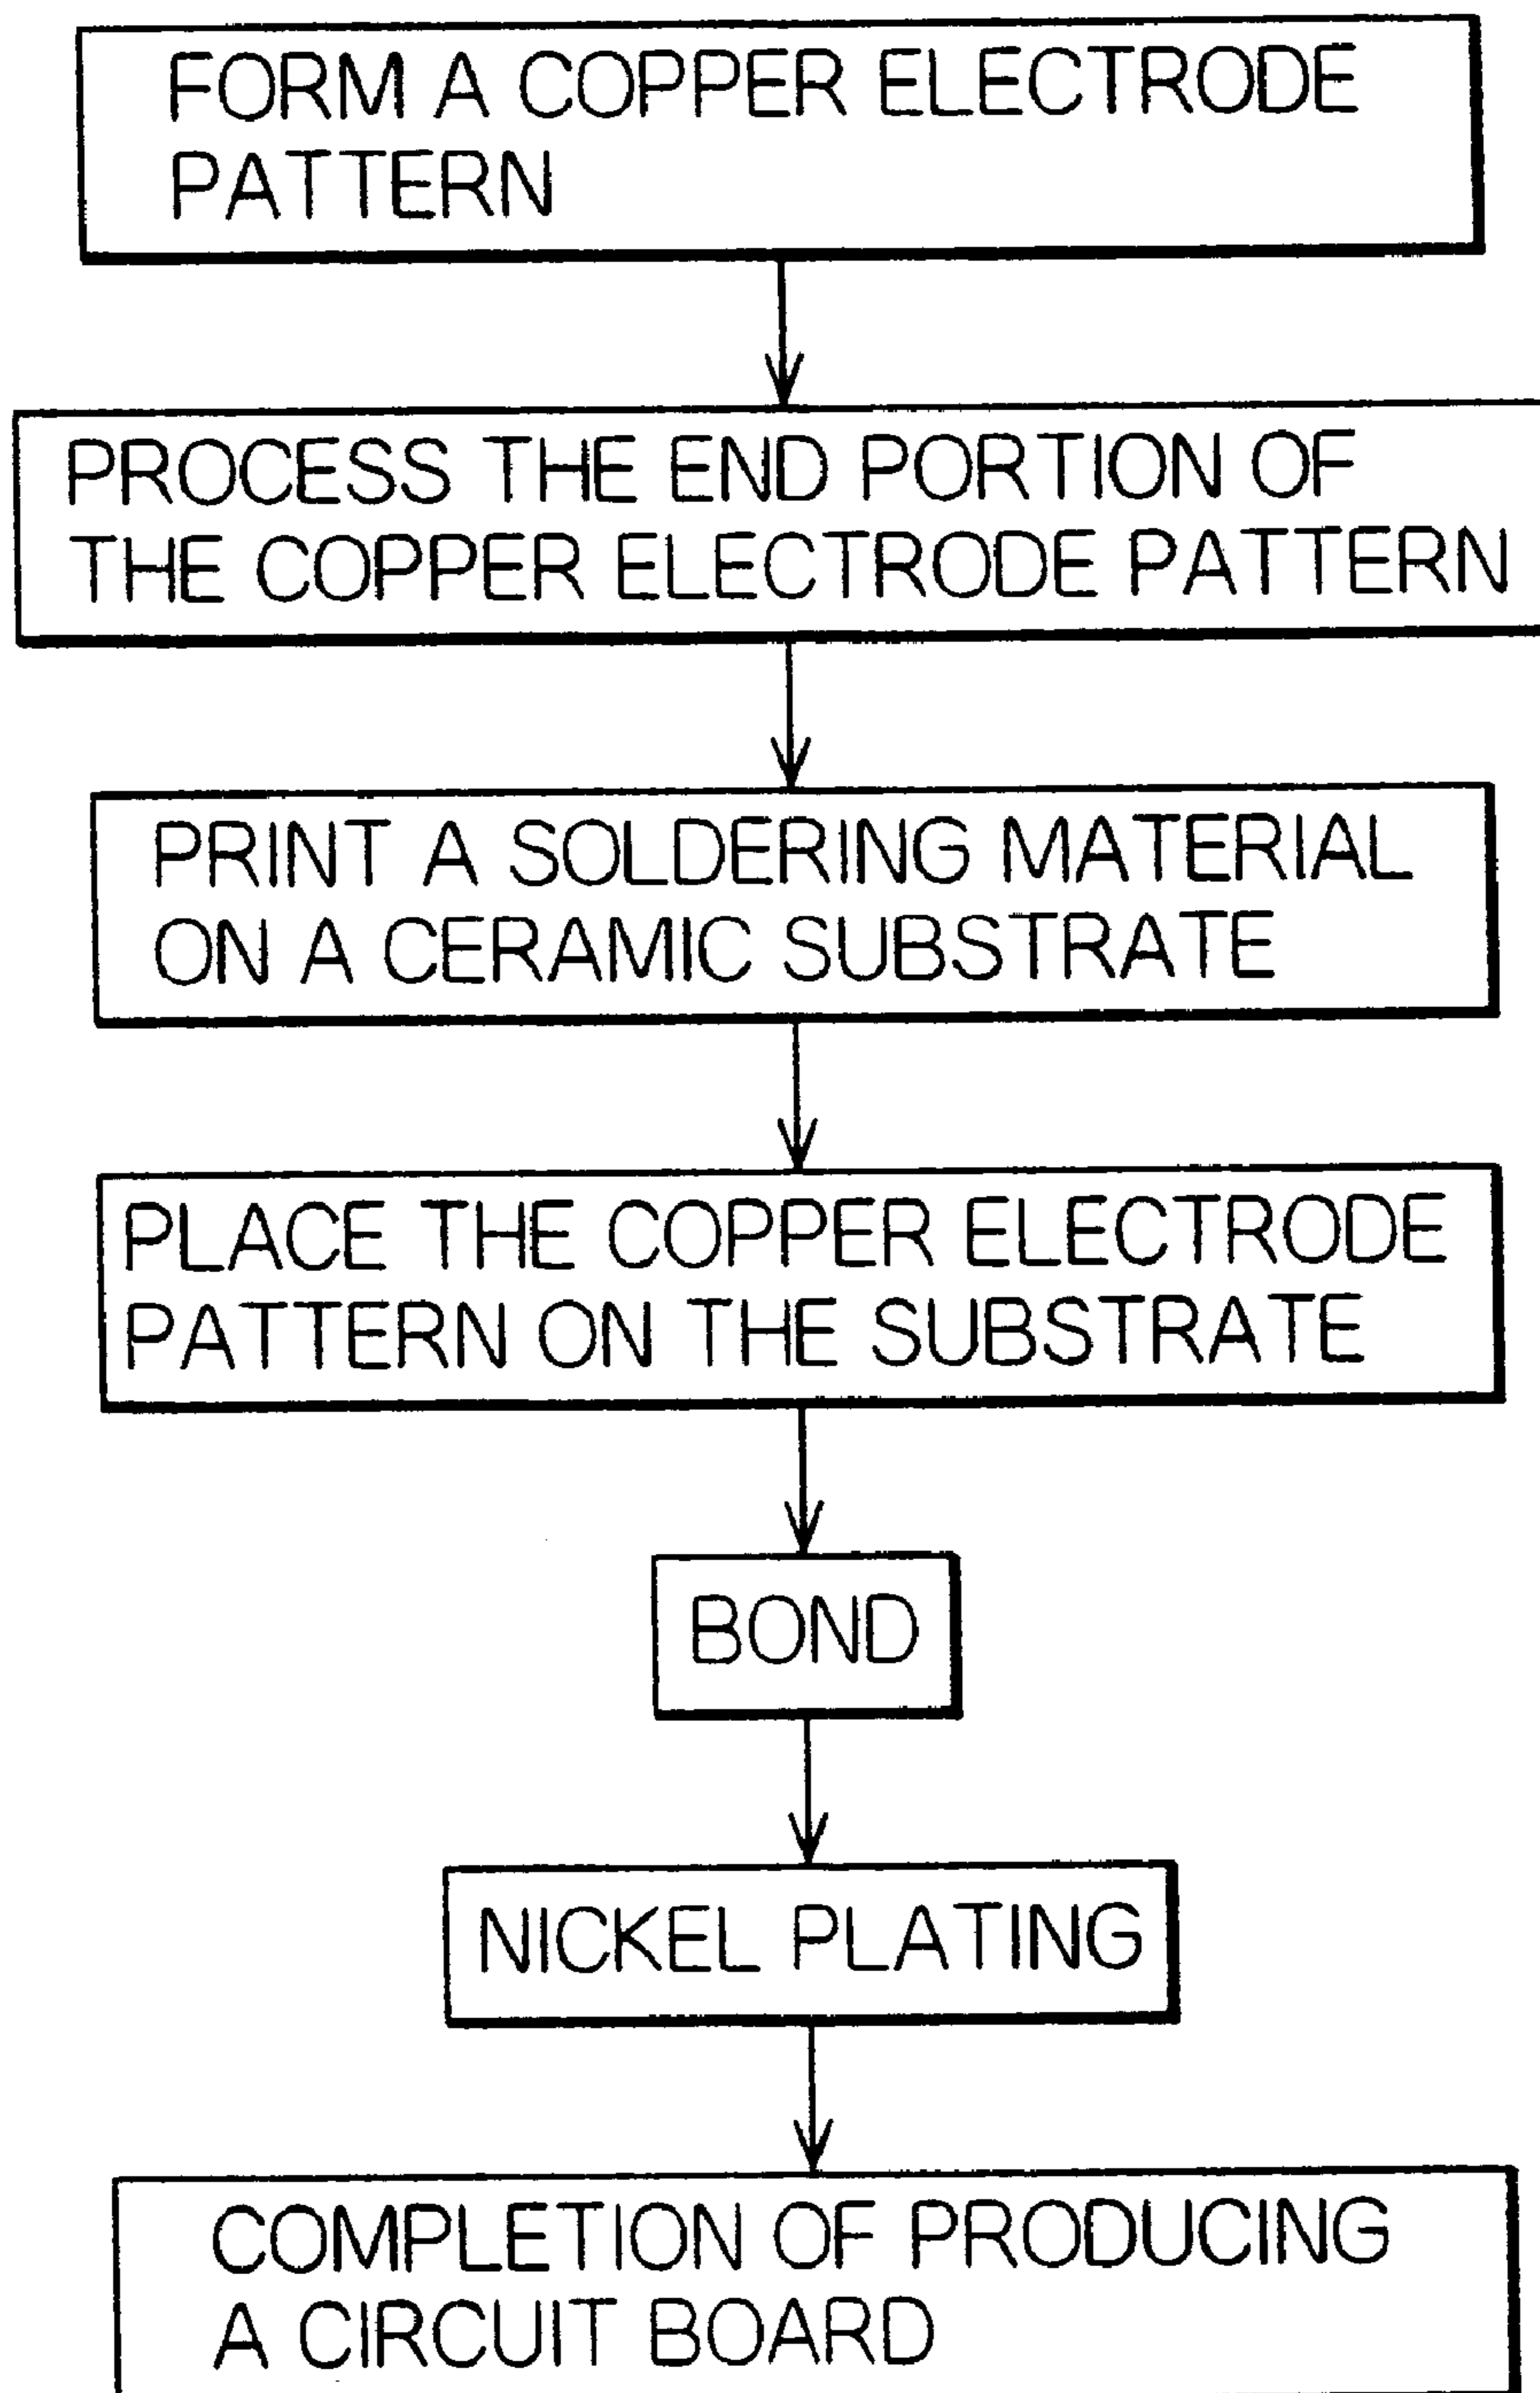 FORM A COPPER ELECTRODE
PATTERN
PROCESS THE END PORTION OF
THE COPPER ELECTRODE PATTERN
PRINT A SOLDERING MATERIAL
ON A CERAMIC SUBSTRATE
PLACE THE COPPER ELECTRODE
PATTERN ON THE SUBSTRATE
BOND
NICKEL PLATING
COMPLETION OF PRODUCING
A CIRCUIT BOARD